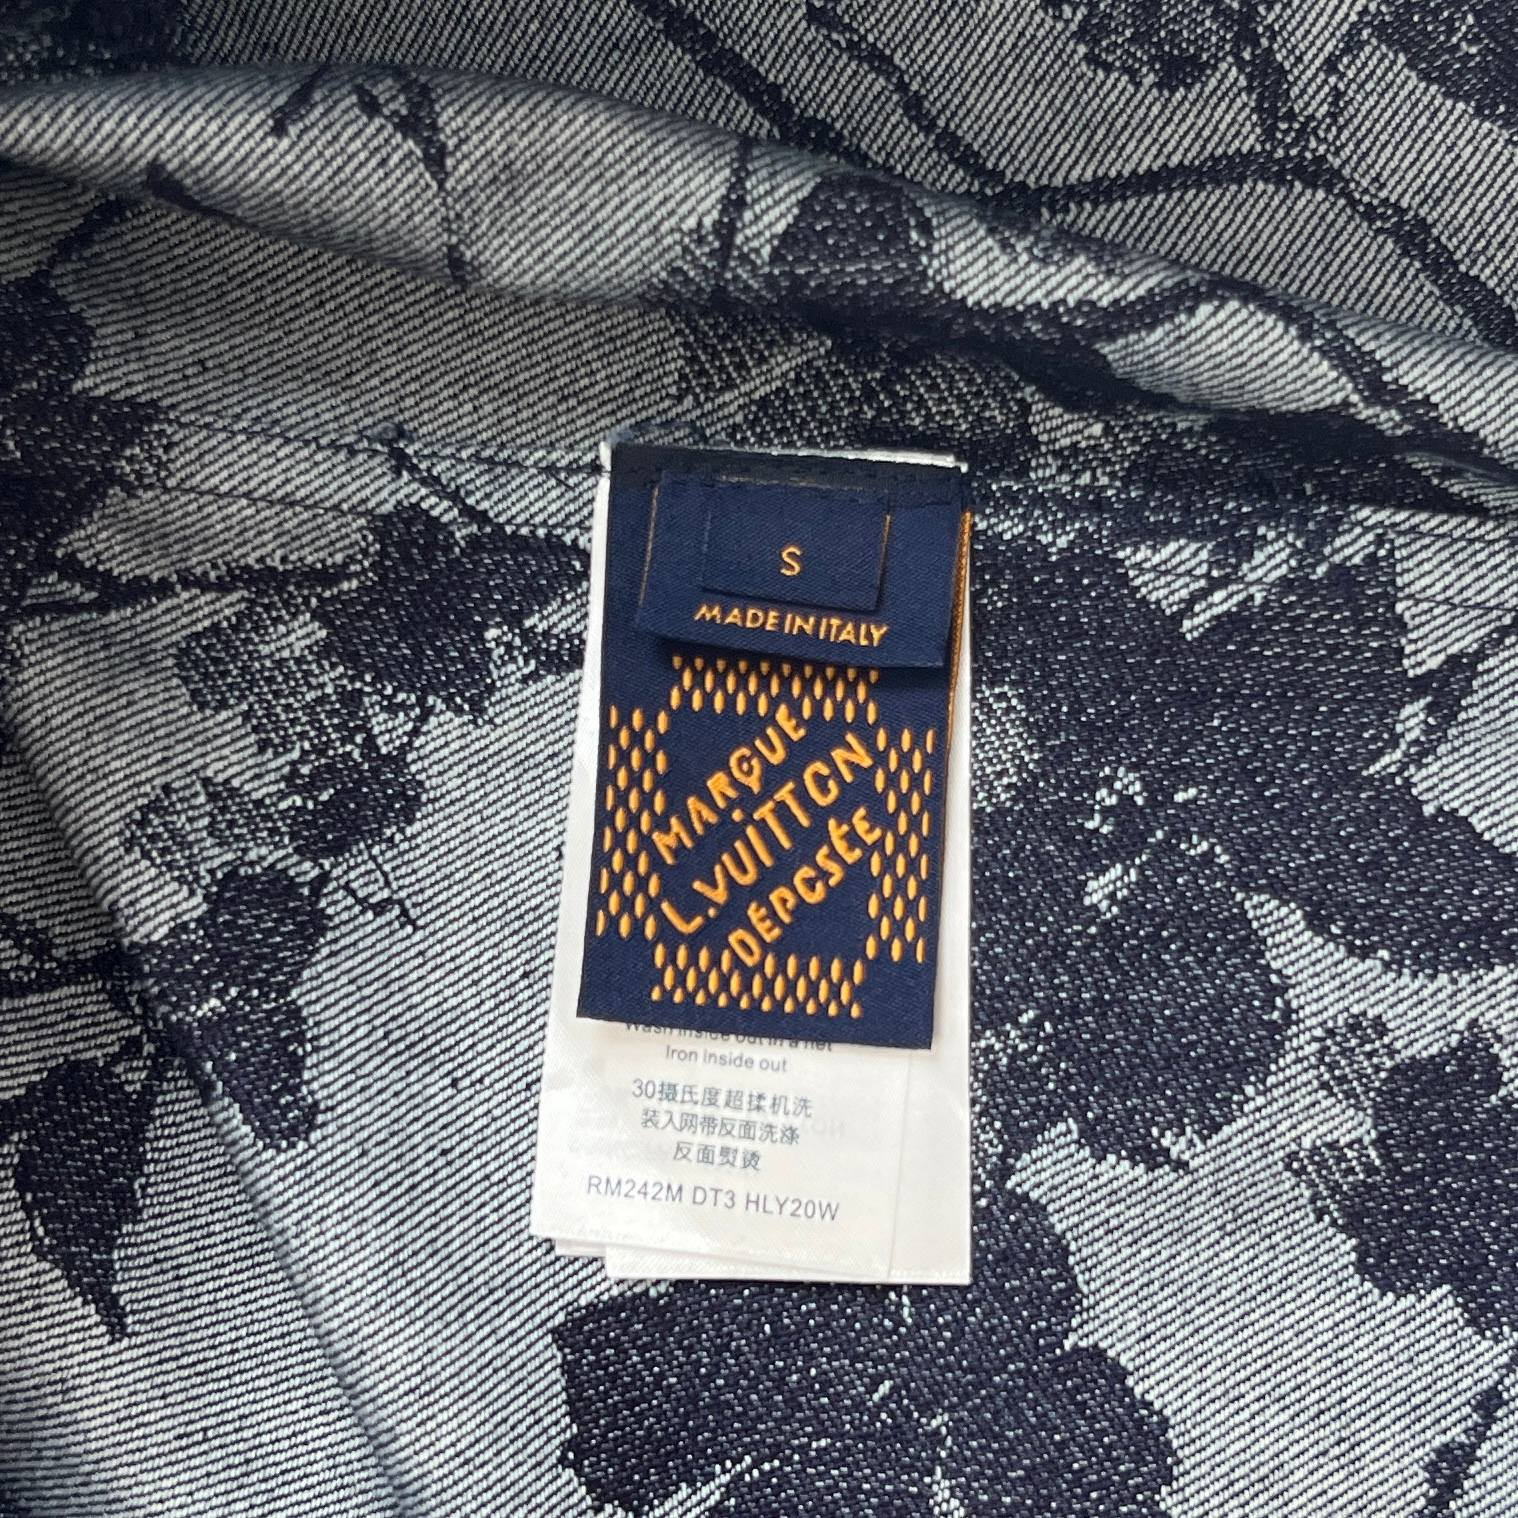 S
MADE IN ITALY
MARQUE
L.VUITTON
DÉPOSÉE
Wash inside out in a net
Iron inside out
30摄氏度超揉机洗
装入网带反面洗涤
反面熨烫
RM242M DT3 HLY20W